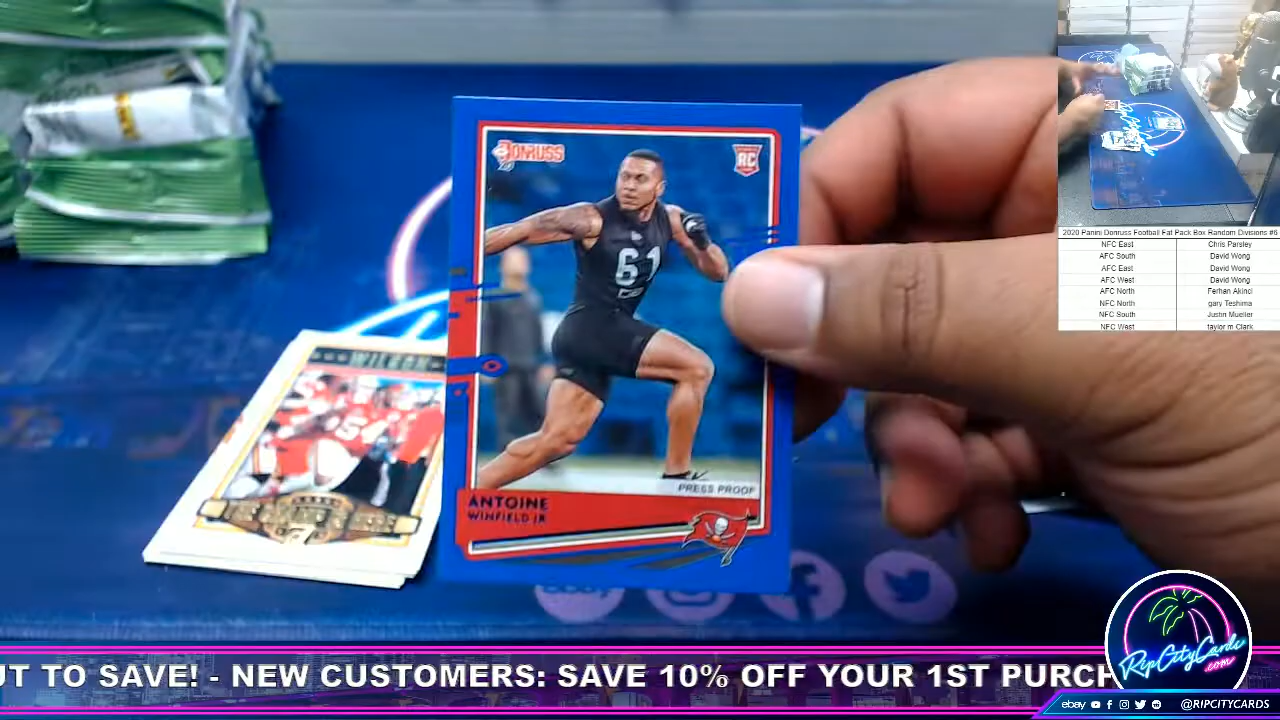 DONRUSS
RC
61
PRESS PROOF
ANTOINE
WINFIELD JR
WILSON
54
2020 Panini Donruss Football Fat Pack Box Random Divisions #6
NFC East Chris Parsley
AFC South David Wong
AFC East David Wong
AFC West David Wong
AFC North Ferhan Akinci
NFC North gary Teshima
NFC South Justin Mueller
NFC West taylor m Clark
UT TO SAVE! - NEW CUSTOMERS: SAVE 10% OFF YOUR 1ST PURCH
RipCityCards
.com
ebay @RIPCITYCARDS